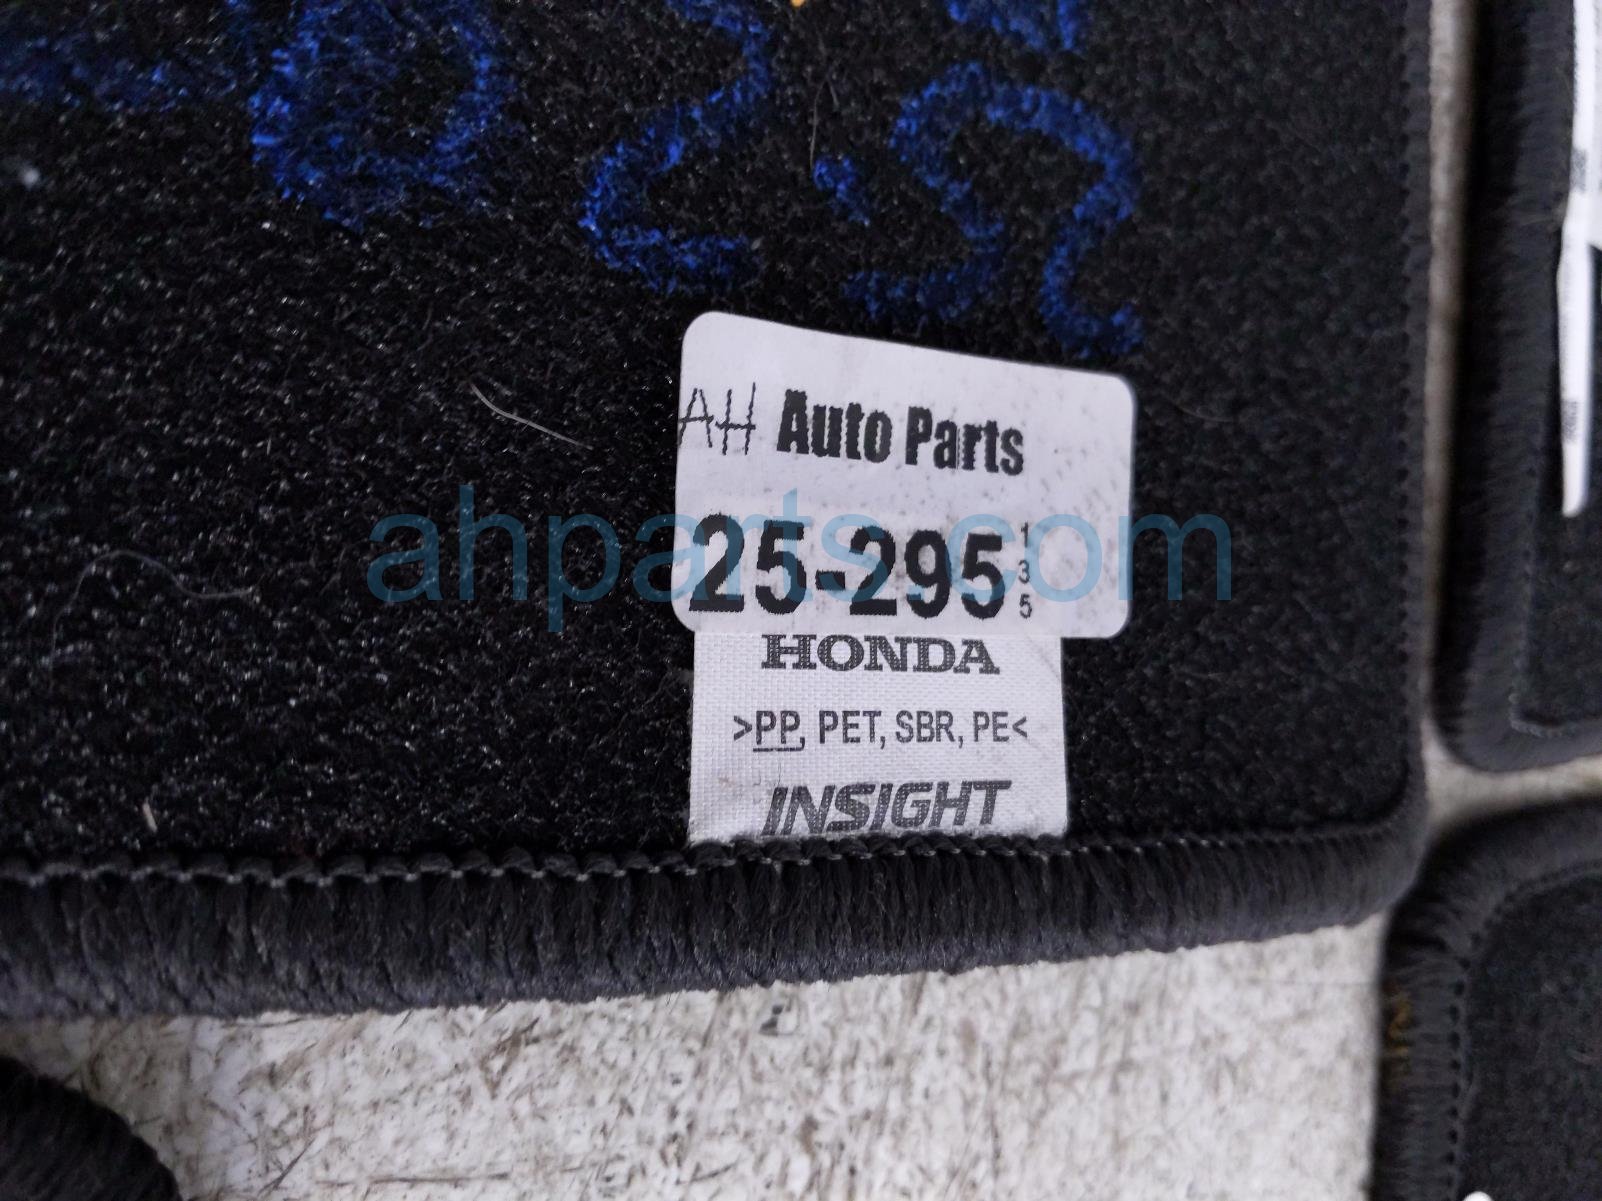 AH Auto Parts
25-295 1
3
5
ahparts.com
HONDA
>PP, PET, SBR, PE<
INSIGHT